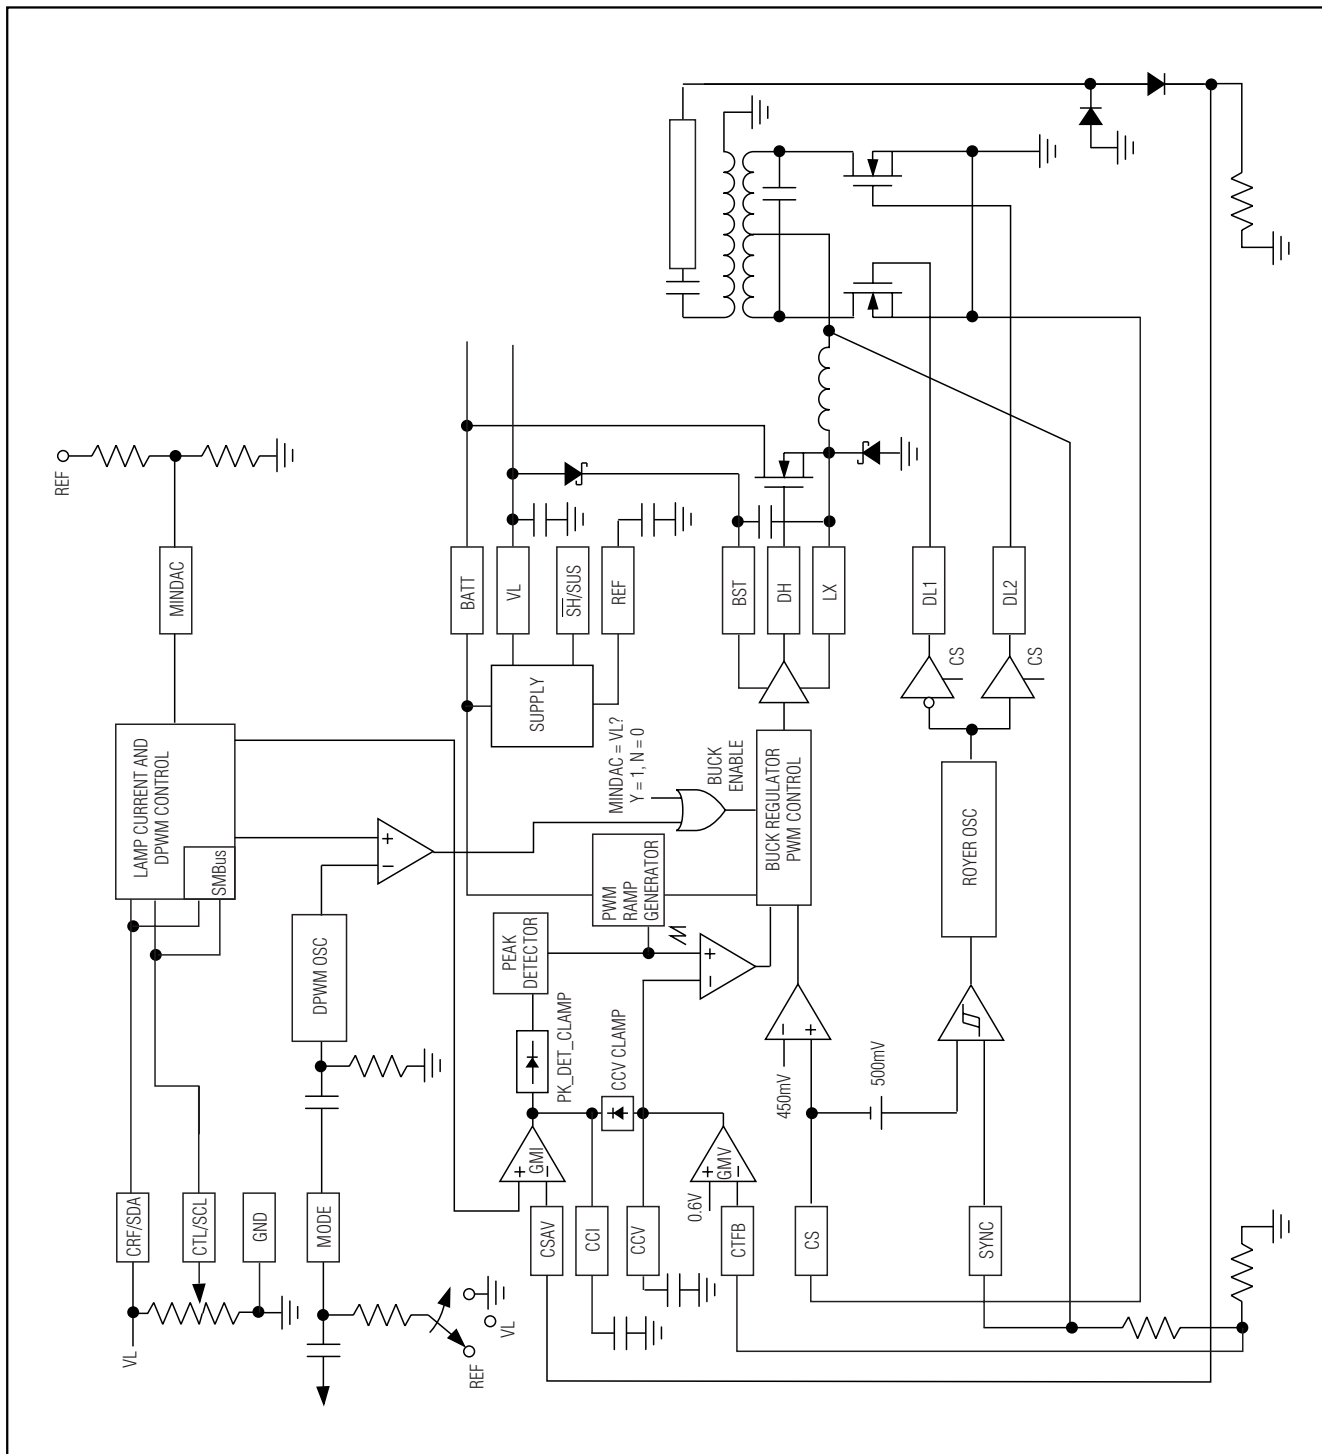 REF
MINDAC
LAMP CURRENT AND
DPWM CONTROL
SMBus
DPWM OSC
CRF/SDA
CTL/SCL
GND
MODE
VL
REF
VL
BATT
VL
SH/SUS
REF
SUPPLY
MINDAC = VL?
Y = 1, N = 0
BUCK
ENABLE
PWM
RAMP
GENERATOR
PEAK
DETECTOR
PK_DET_CLAMP
CCV CLAMP
+
−
GMI
+
−
GMV
+
−
0.6V
CSAV
CCI
CCV
CTFB
BST
DH
LX
BUCK REGULATOR
PWM CONTROL
+
−
−
+
450mV
500mV
CS
SYNC
DL1
DL2
CS
CS
ROYER OSC